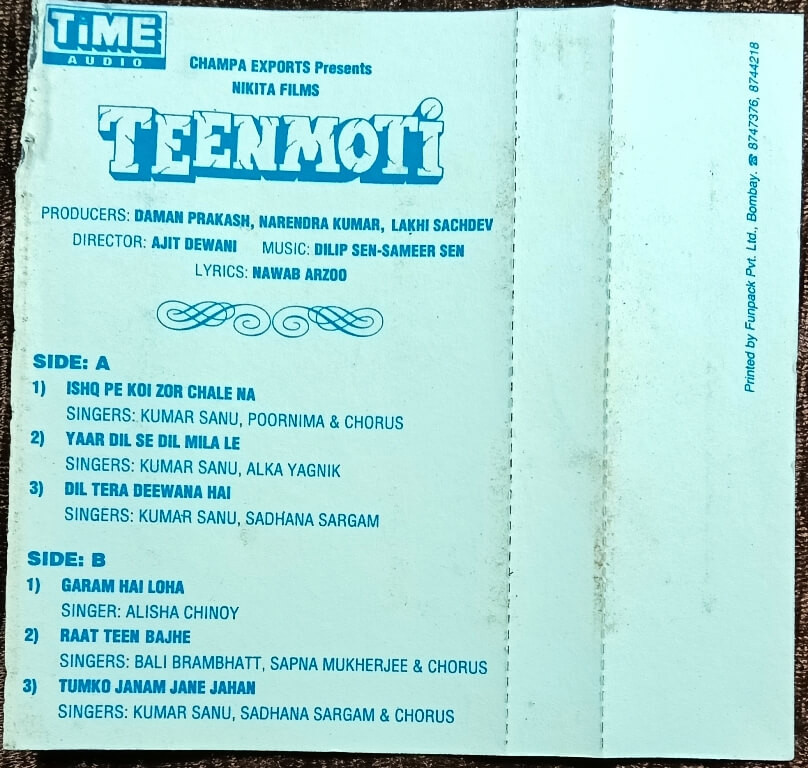 TiME
AUDIO
CHAMPA EXPORTS Presents
NIKITA FILMS
TEENMOTi
PRODUCERS: DAMAN PRAKASH, NARENDRA KUMAR, LAKHI SACHDEV
DIRECTOR: AJIT DEWANI MUSIC: DILIP SEN-SAMEER SEN
LYRICS: NAWAB ARZOO
SIDE: A
1) ISHQ PE KOI ZOR CHALE NA
SINGERS: KUMAR SANU, POORNIMA & CHORUS
2) YAAR DIL SE DIL MILA LE
SINGERS: KUMAR SANU, ALKA YAGNIK
3) DIL TERA DEEWANA HAI
SINGERS: KUMAR SANU, SADHANA SARGAM
SIDE: B
1) GARAM HAI LOHA
SINGER: ALISHA CHINOY
2) RAAT TEEN BAJHE
SINGERS: BALI BRAMBHATT, SAPNA MUKHERJEE & CHORUS
3) TUMKO JANAM JANE JAHAN
SINGERS: KUMAR SANU, SADHANA SARGAM & CHORUS
Printed by Funpack Pvt. Ltd., Bombay. ☎ 8747376, 8744218